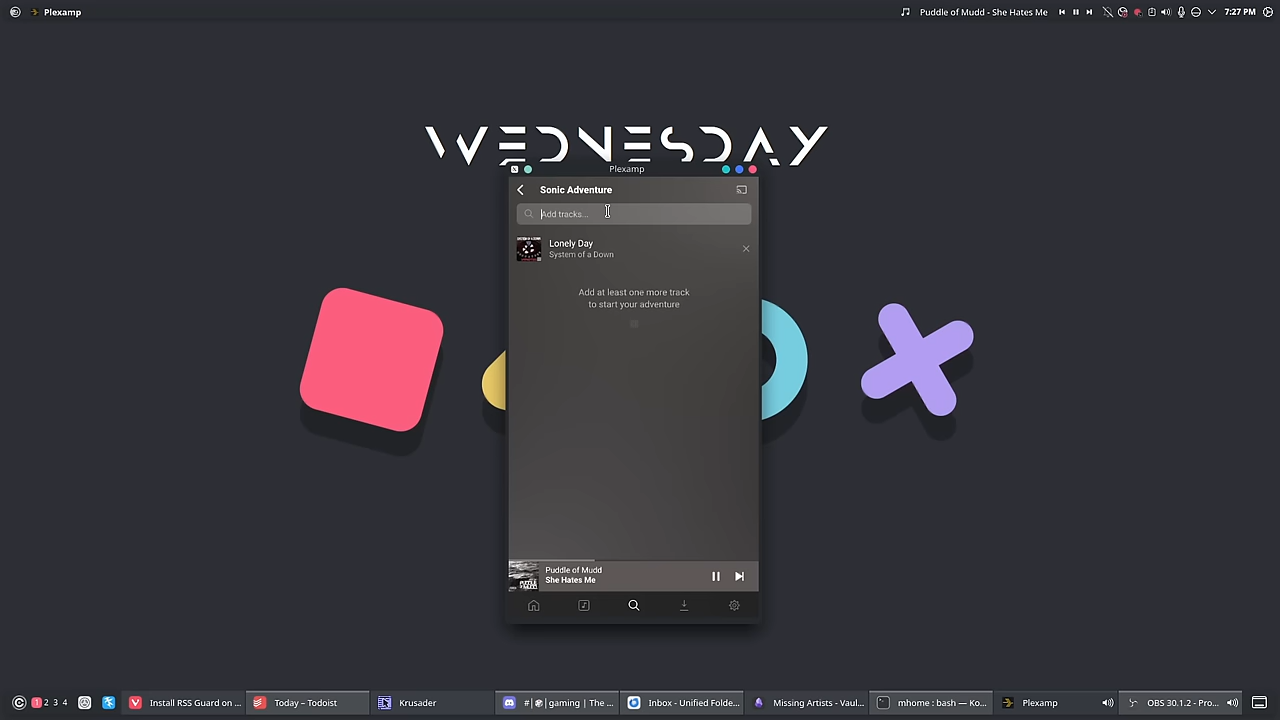 Plexamp
Puddle of Mudd - She Hates Me
7:27 PM
WEDNESDAY
Plexamp
Sonic Adventure
Add tracks...
Lonely Day
System of a Down
Add at least one more track
to start your adventure
Puddle of Mudd
She Hates Me
1 2 3 4
Install RSS Guard on ...
Today – Todoist
Krusader
#| |gaming | The ...
Inbox - Unified Folde...
Missing Artists - Vaul...
mhome : bash — Ko...
Plexamp
OBS 30.1.2 - Pro...